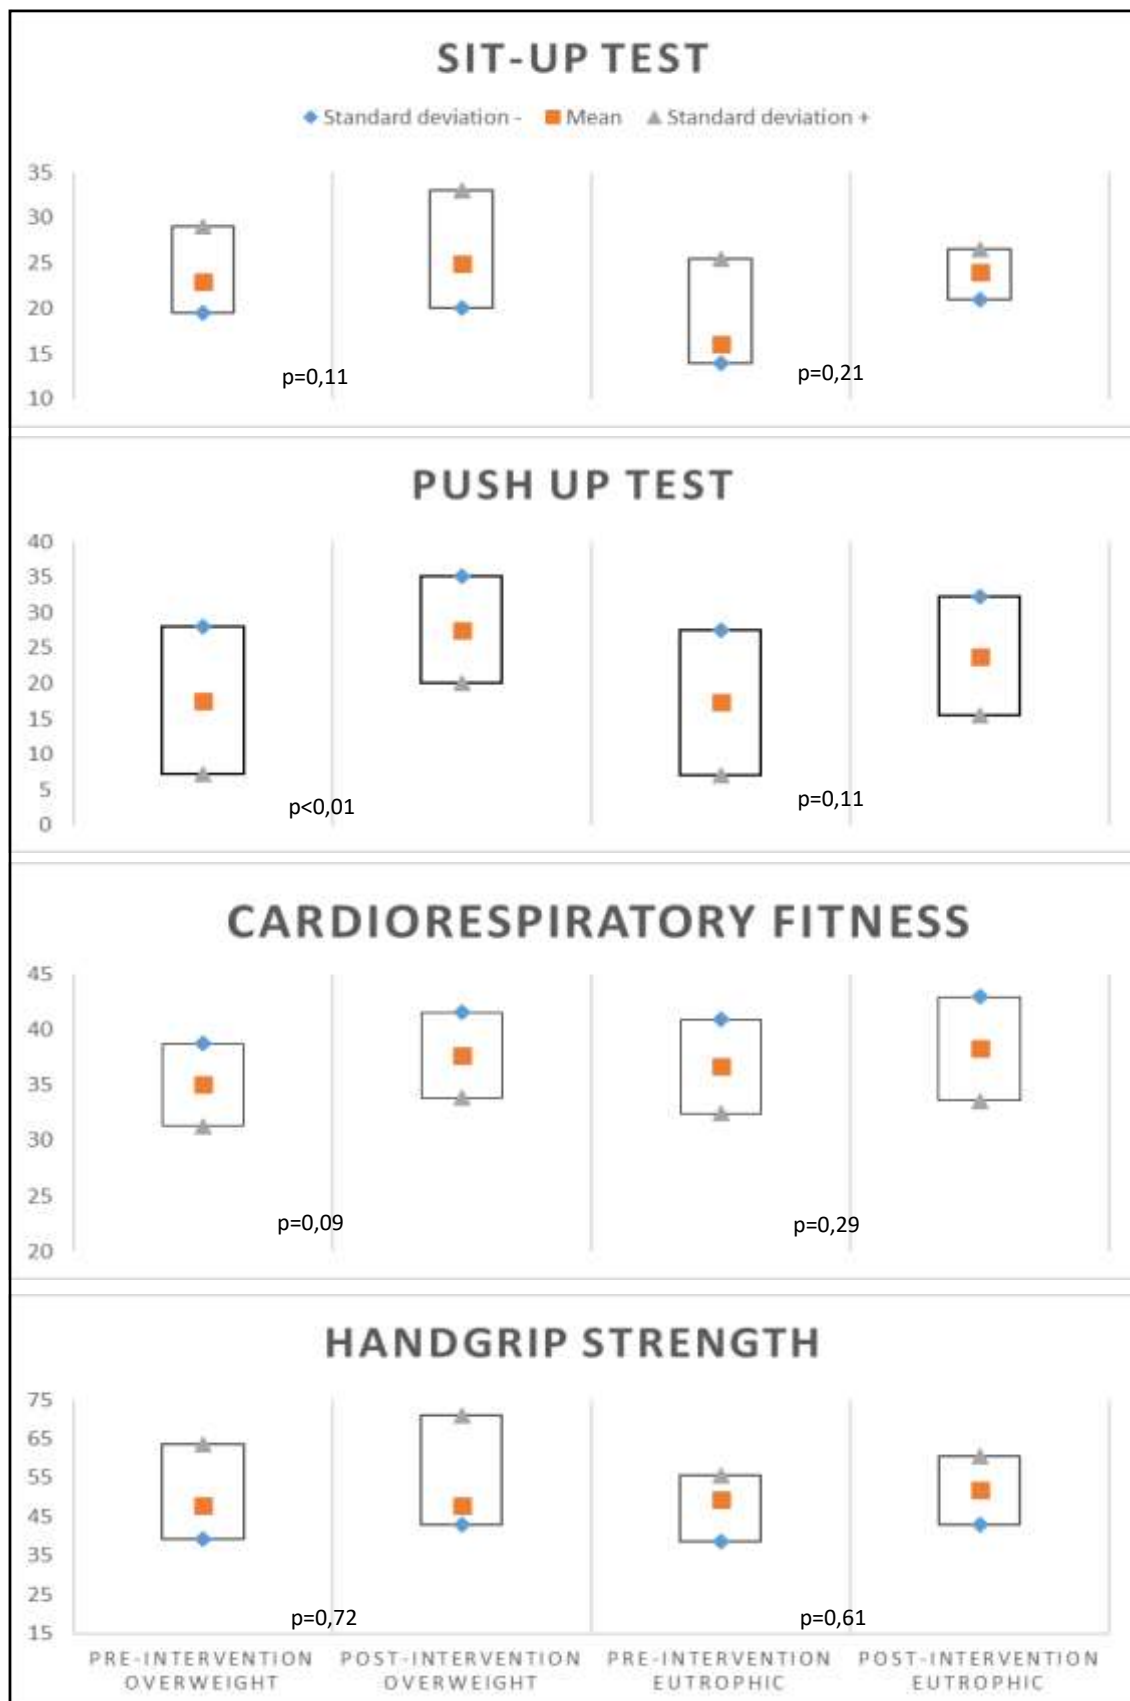 SIT-UP TEST
Standard deviation - Mean Standard deviation +
35
30
25
20
15
10
p=0,11 p=0,21
PUSH UP TEST
40
35
30
25
20
15
10
5
0
p<0,01 p=0,11
CARDIORESPIRATORY FITNESS
45
40
35
30
25
20
p=0,09 p=0,29
HANDGRIP STRENGTH
75
65
55
45
35
25
15
p=0,72 p=0,61
PRE-INTERVENTION POST-INTERVENTION PRE-INTERVENTION POST-INTERVENTION
OVERWEIGHT OVERWEIGHT EUTROPHIC EUTROPHIC